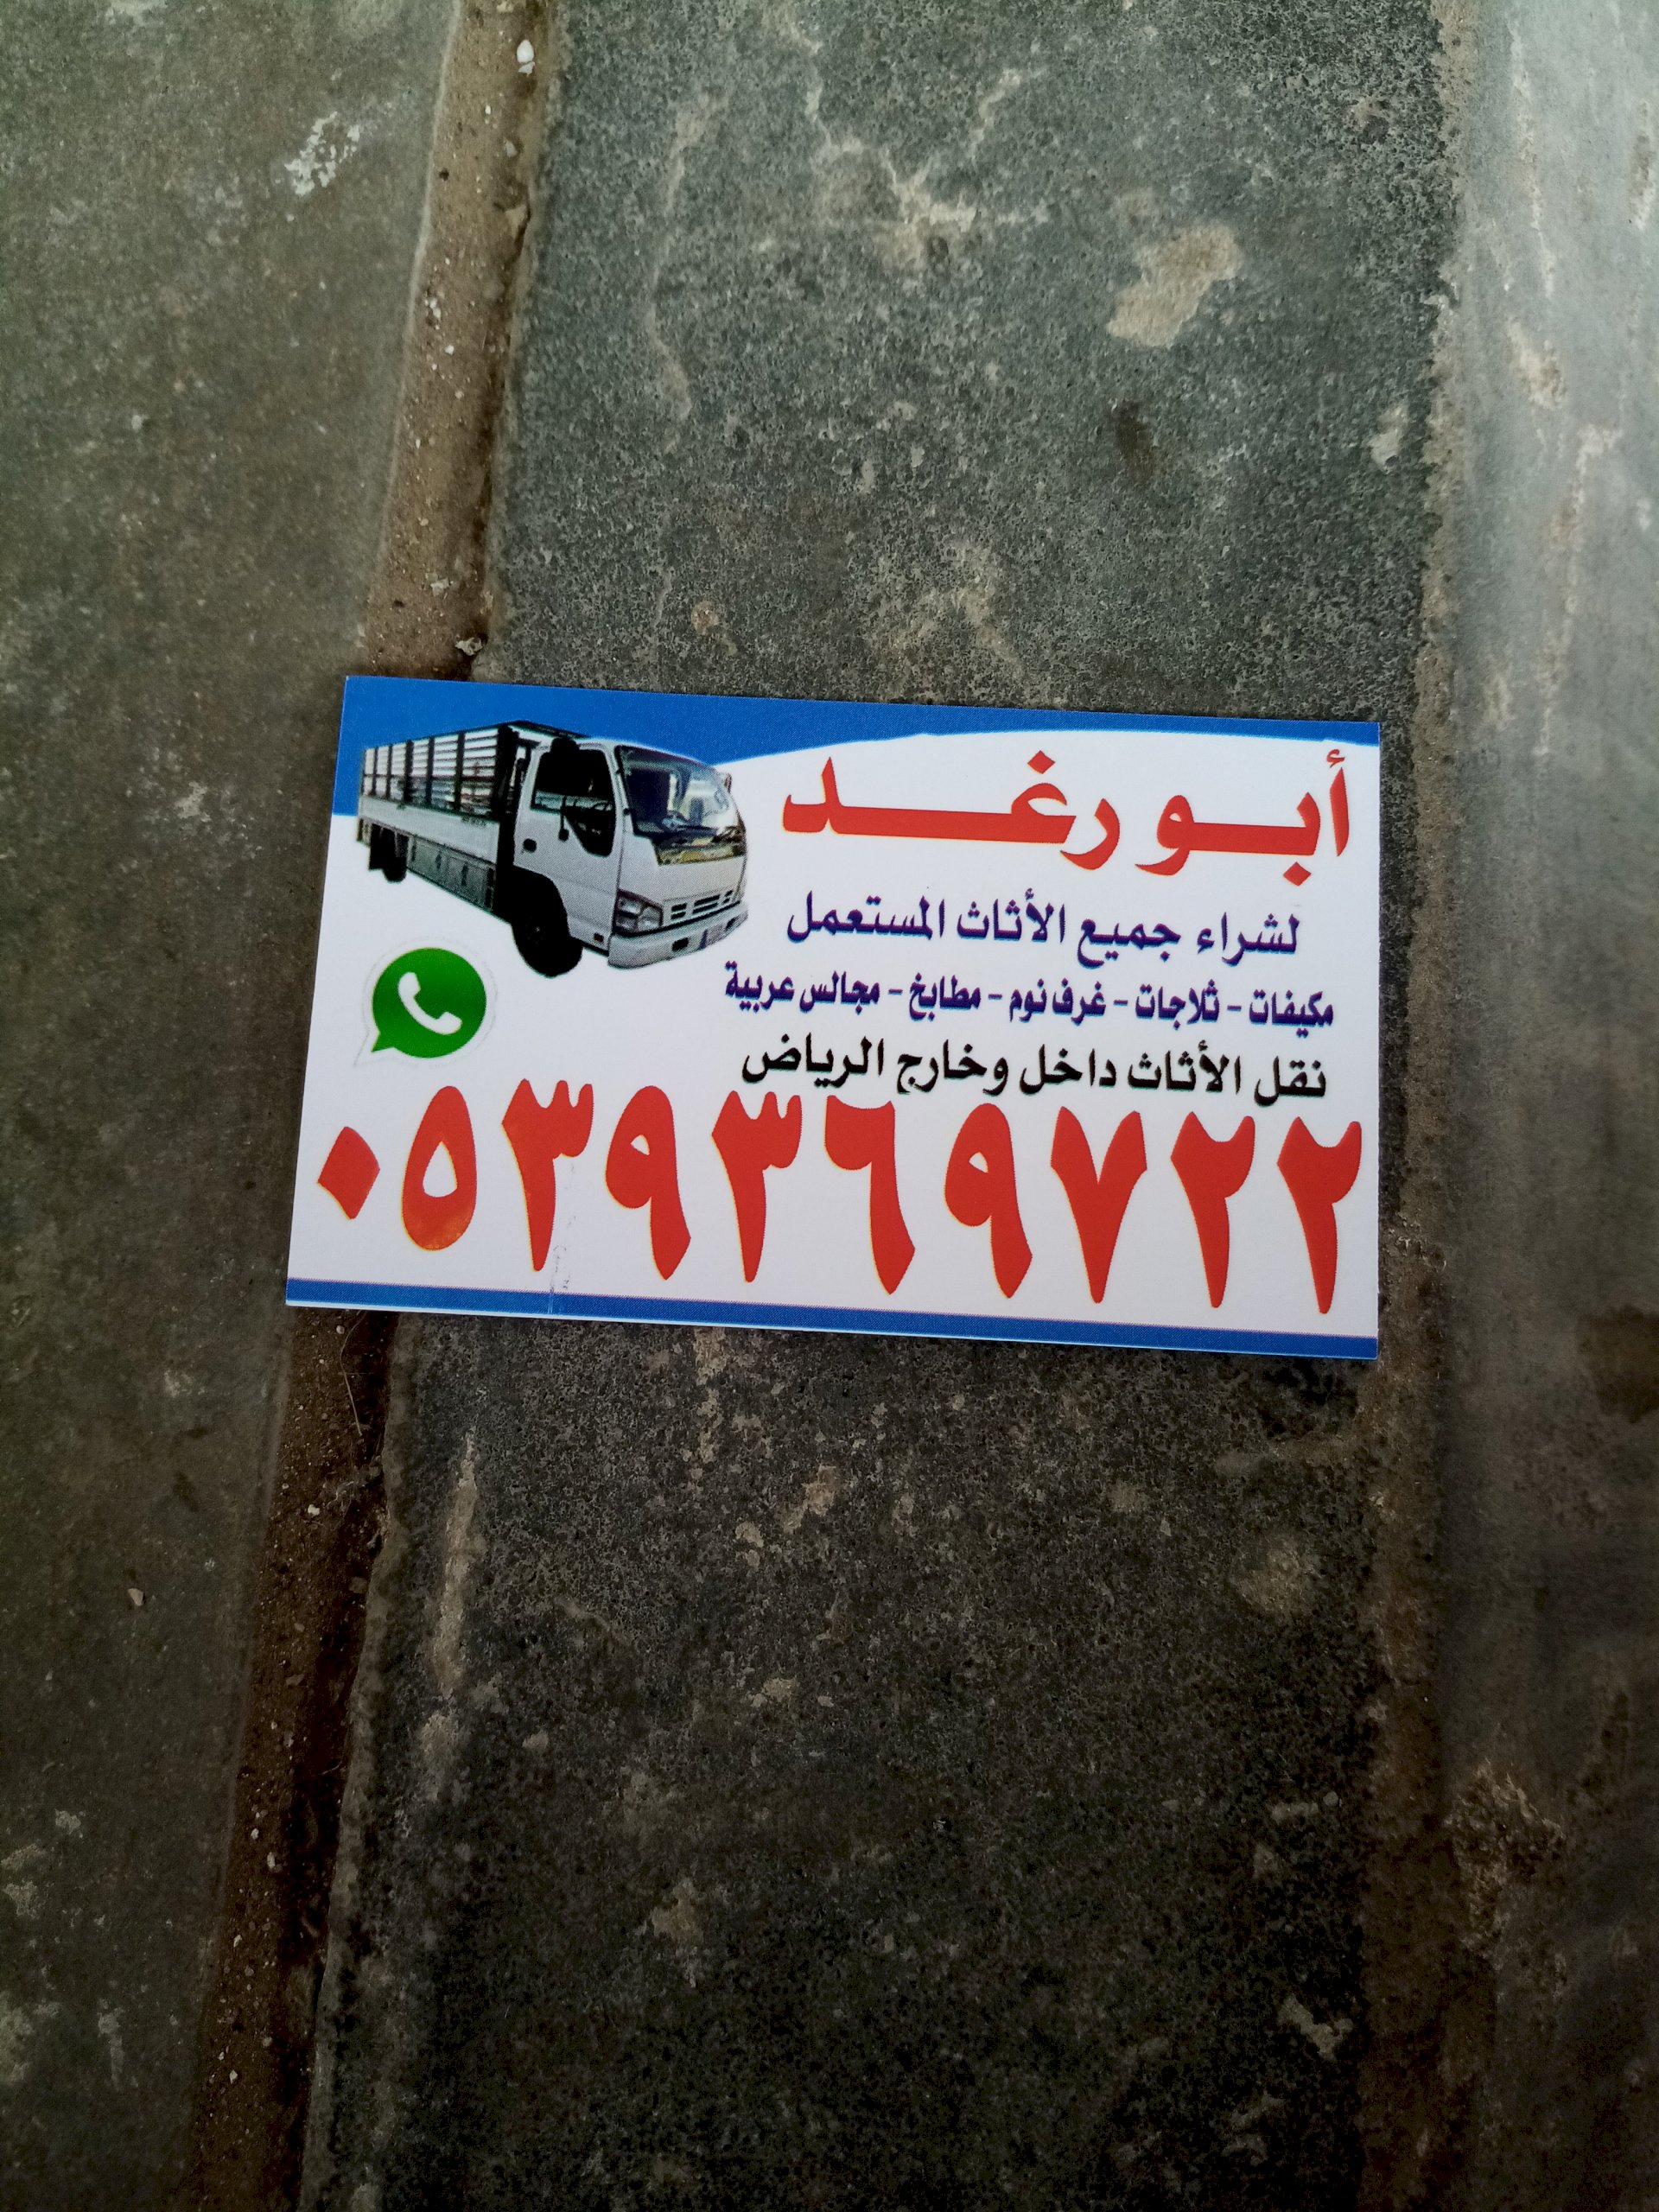 أبو رغد
لشراء جميع الأثاث المستعمل
مكيفات - ثلاجات - غرف نوم - مطابخ - مجالس عربية
نقل الأثاث داخل وخارج الرياض
٠٥٣٩٣٦٩٧٢٢